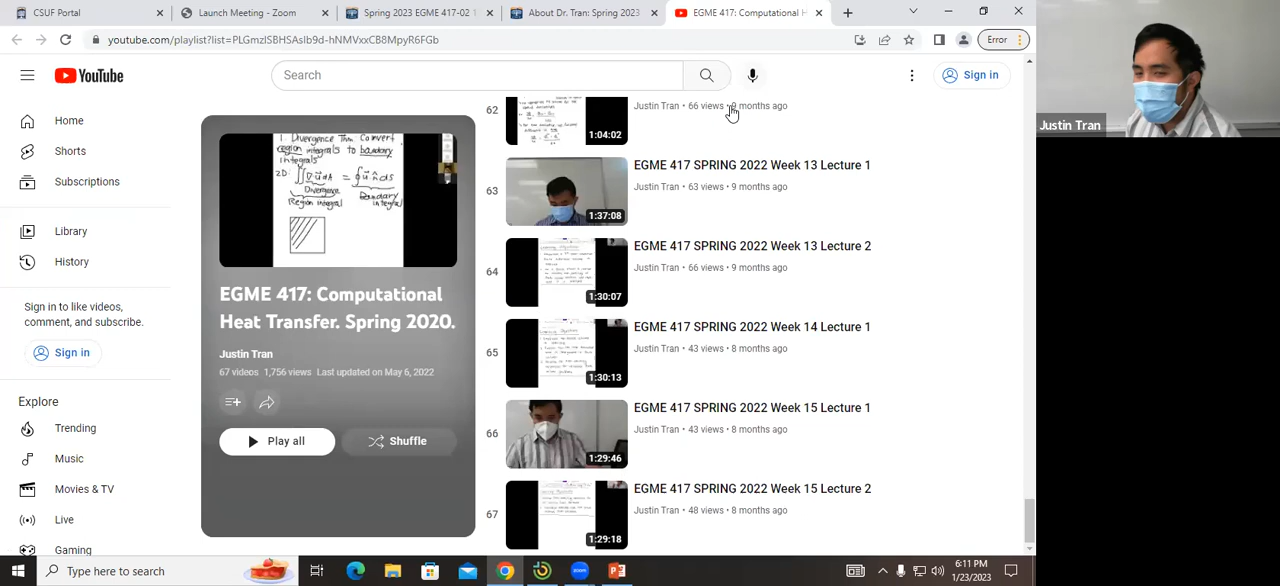 CSUF Portal
Launch Meeting - Zoom
Spring 2023 EGME 417-02
About Dr. Tran: Spring 2023
EGME 417: Computational H
youtube.com/playlist?list=PLGmzISBHSAsIb9d-hNMVxxCB8MpyR6FGb
Error
YouTube
Search
Sign in
Home
Shorts
Subscriptions
Library
History
Sign in to like videos,
comment, and subscribe.
Sign in
Explore
Trending
Music
Movies & TV
Live
Gaming
1. Divergence Thm Convert
region integrals to boundary
integrals
2D:
Divergence
Region integral
Boundary
integral
EGME 417: Computational
Heat Transfer. Spring 2020.
Justin Tran
67 videos 1,756 views Last updated on May 6, 2022
Play all
Shuffle
62
1:04:02
Justin Tran • 66 views • 9 months ago
63
1:37:08
EGME 417 SPRING 2022 Week 13 Lecture 1
Justin Tran • 63 views • 9 months ago
64
1:30:07
EGME 417 SPRING 2022 Week 13 Lecture 2
Justin Tran • 66 views • 9 months ago
65
1:30:13
EGME 417 SPRING 2022 Week 14 Lecture 1
Justin Tran • 43 views • 8 months ago
66
1:29:46
EGME 417 SPRING 2022 Week 15 Lecture 1
Justin Tran • 43 views • 8 months ago
67
1:29:18
EGME 417 SPRING 2022 Week 15 Lecture 2
Justin Tran • 48 views • 8 months ago
Justin Tran
Type here to search
zoom
6:11 PM
1/23/2023